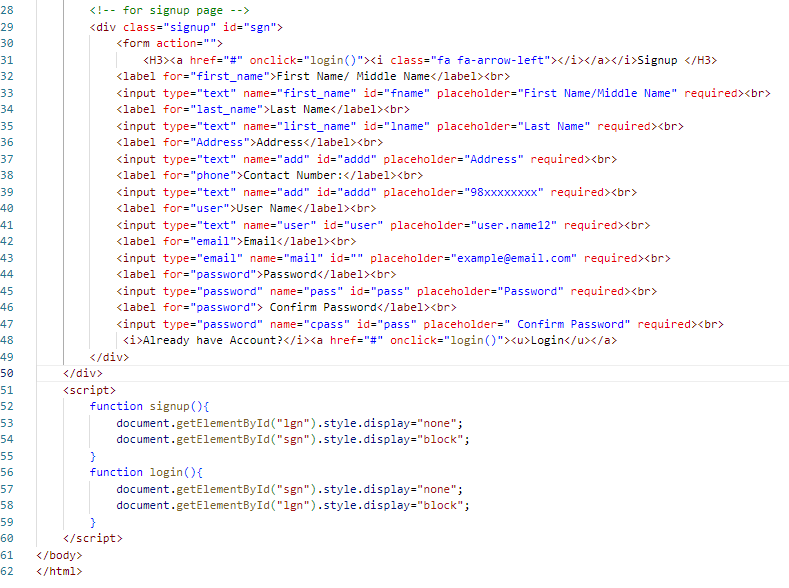 28 <!-- for signup page -->
29 <div class="signup" id="sgn">
30 <form action="">
31 <H3><a href="#" onclick="login()"><i class="fa fa-arrow-left"></i></a></i>Signup </H3>
32 <label for="first_name">First Name/ Middle Name</label><br>
33 <input type="text" name="first_name" id="fname" placeholder="First Name/Middle Name" required><br>
34 <label for="last_name">Last Name</label><br>
35 <input type="text" name="lirst_name" id="lname" placeholder="Last Name" required><br>
36 <label for="Address">Address</label><br>
37 <input type="text" name="add" id="addd" placeholder="Address" required><br>
38 <label for="phone">Contact Number:</label><br>
39 <input type="text" name="add" id="addd" placeholder="98xxxxxxxx" required><br>
40 <label for="user">User Name</label><br>
41 <input type="text" name="user" id="user" placeholder="user.name12" required><br>
42 <label for="email">Email</label><br>
43 <input type="email" name="mail" id="" placeholder="example@email.com" required><br>
44 <label for="password">Password</label><br>
45 <input type="password" name="pass" id="pass" placeholder="Password" required><br>
46 <label for="password"> Confirm Password</label><br>
47 <input type="password" name="cpass" id="pass" placeholder=" Confirm Password" required><br>
48 <i>Already have Account?</i><a href="#" onclick="login()"><u>Login</u></a>
49 </div>
50 </div>
51 <script>
52 function signup(){
53 document.getElementById("lgn").style.display="none";
54 document.getElementById("sgn").style.display="block";
55 }
56 function login(){
57 document.getElementById("sgn").style.display="none";
58 document.getElementById("lgn").style.display="block";
59 }
60 </script>
61 </body>
62 </html>